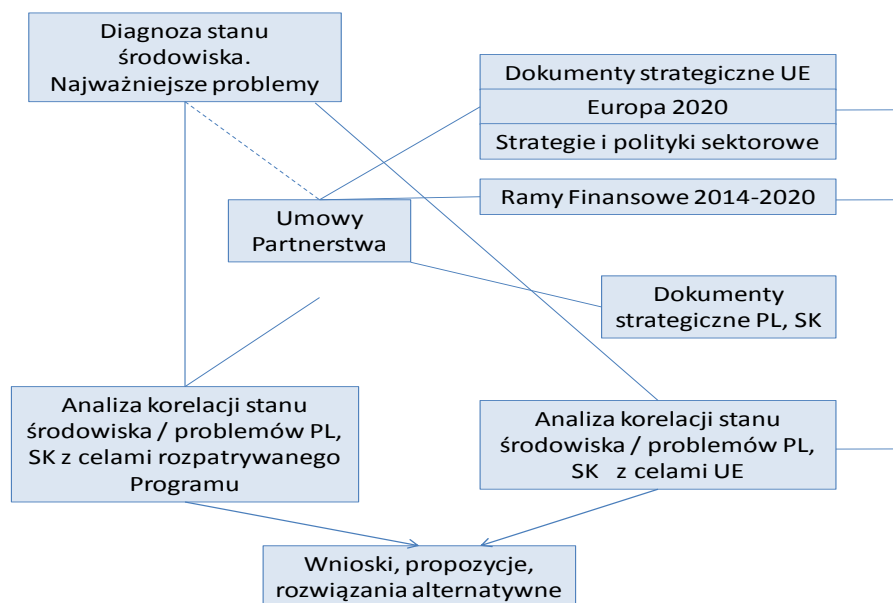 Diagnoza stanu
środowiska.
Najważniejsze problemy
Dokumenty strategiczne UE
Europa 2020
Strategie i polityki sektorowe
Ramy Finansowe 2014-2020
Umowy
Partnerstwa
Dokumenty
strategiczne PL, SK
Analiza korelacji stanu
środowiska / problemów PL,
SK z celami rozpatrywanego
Programu
Analiza korelacji stanu
środowiska / problemów PL,
SK z celami UE
Wnioski, propozycje,
rozwiązania alternatywne